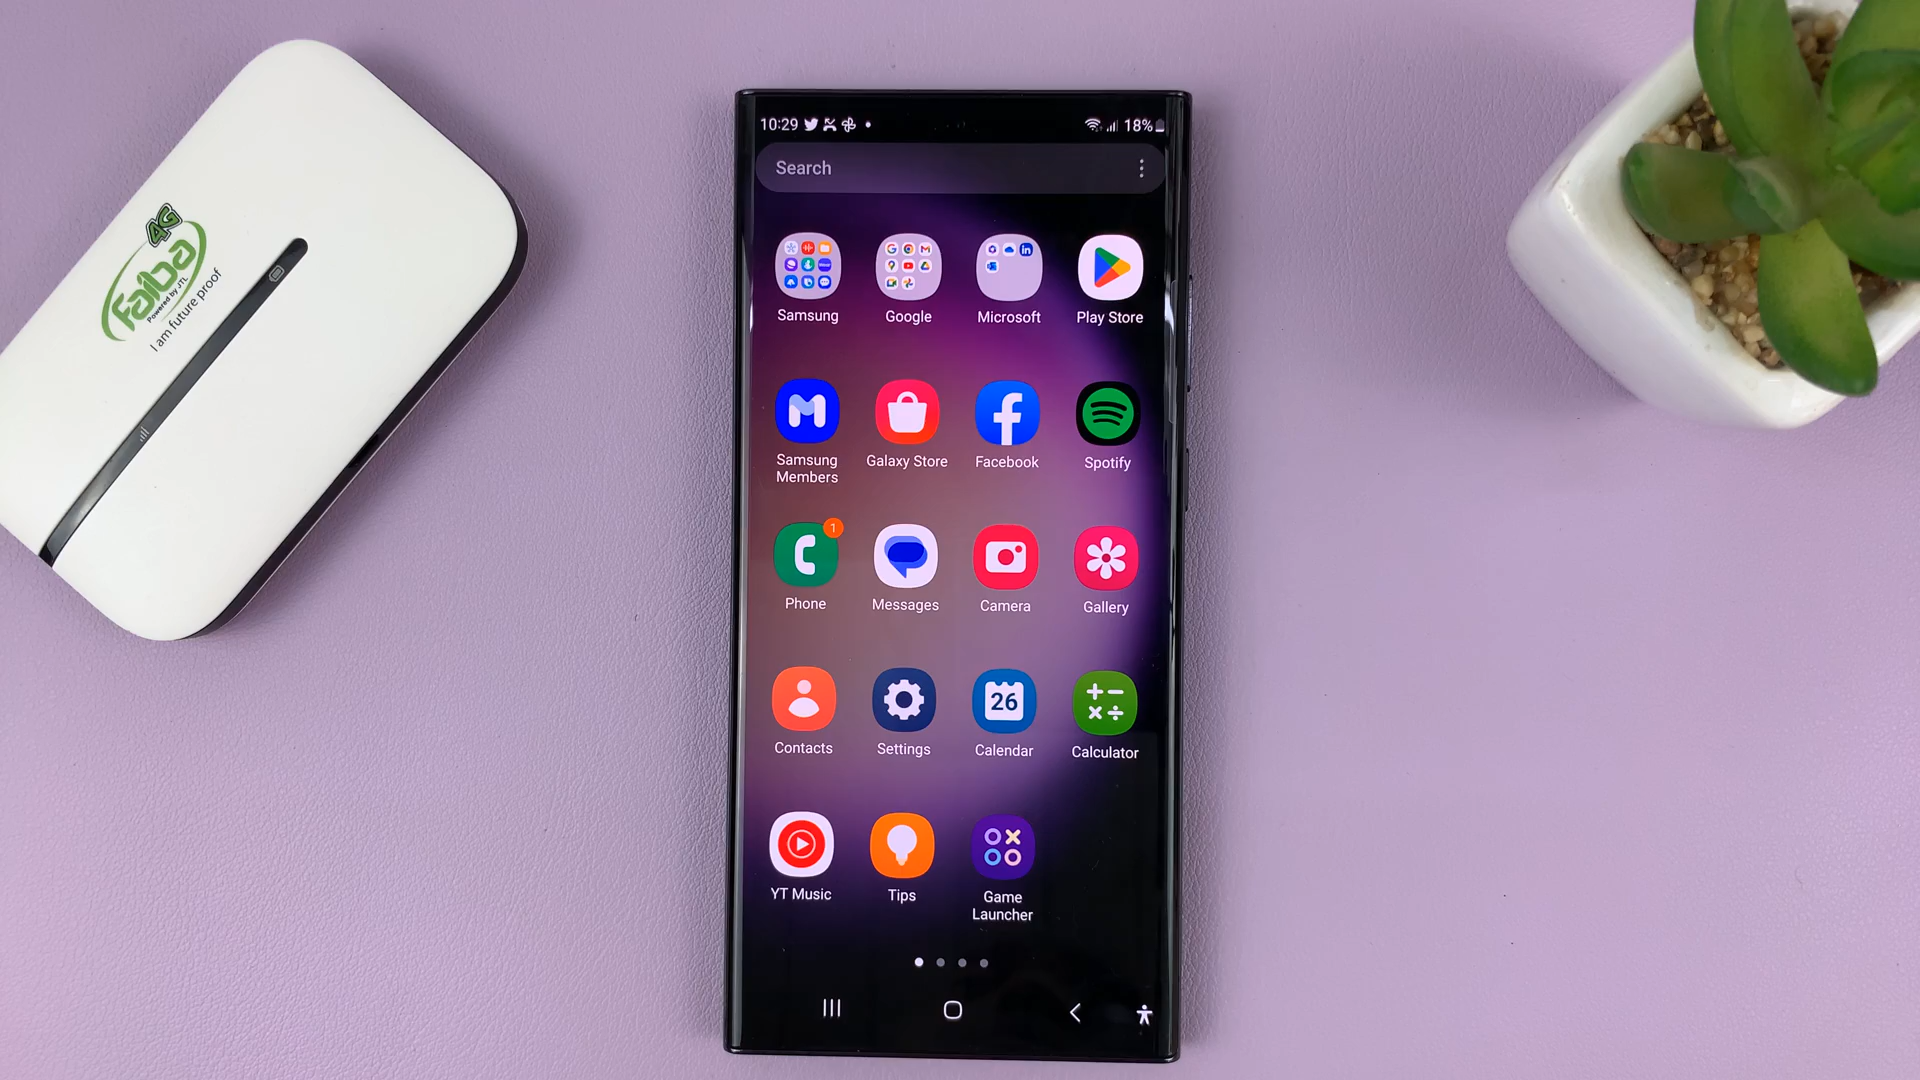 4G
Faiba
Powered by JTL
I am future proof
10:29
18%
Search
Samsung
Google
Microsoft
Play Store
Samsung
Members
Galaxy Store
Facebook
Spotify
1
Phone
Messages
Camera
Gallery
Contacts
Settings
26
Calendar
Calculator
YT Music
Tips
Game
Launcher